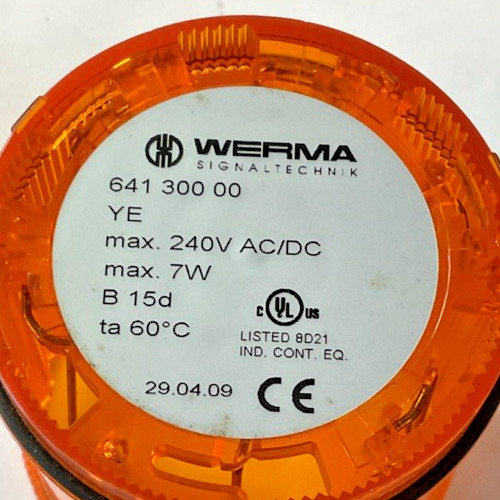 WERMA
SIGNALTECHNIK
641 300 00
YE
max. 240V AC/DC
max. 7W
B 15d
ta 60°C
c UL us
LISTED 8D21
IND. CONT. EQ.
29.04.09 CE